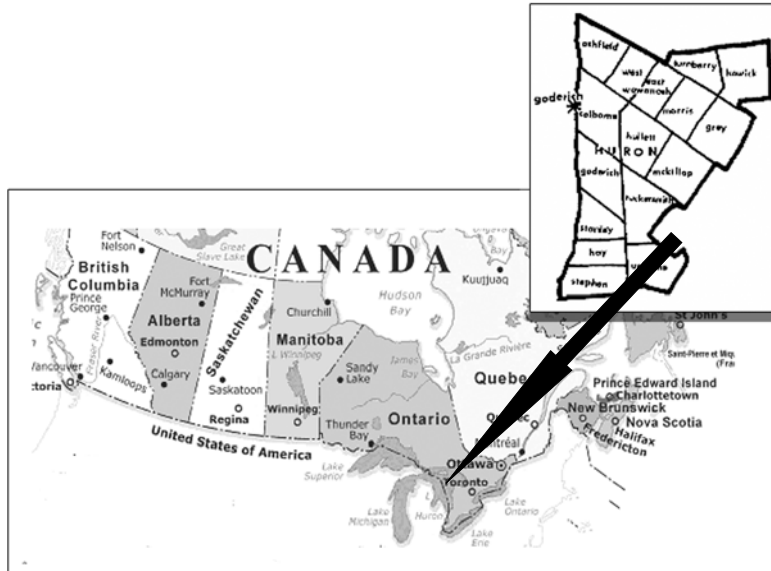 ashfield
turnberry
howick
west
east
wawanosh
morris
grey
goderich
colborne
hullett
HURON
mckillop
goderich
tuckersmith
stanley
hay
stephen
CANADA
Fort
Nelson
Great
Slave Lake
British
Columbia
Prince
George
Fraser River
Kamloops
Fort
McMurray
Alberta
Edmonton
Calgary
Saskatchewan
Saskatoon
Regina
Churchill
Manitoba
L Winnipeg
Winnipeg
Hudson
Bay
James
Bay
Sandy
Lake
Ontario
Thunder
Bay
Kuujjuaq
La Grande Rivière
Quebe
Montréal
Ottawa
Toronto
St John's
Saint-Pierre et Miq
(Fra
Prince Edward Island
Charlottetown
New Brunswick
Nova Scotia
Halifax
Fredericton
United States of America
Lake
Superior
Lake
Michigan
L
Huron
Lake
Ontario
Lake
Erie